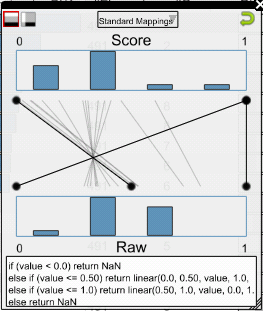 Standard Mappings
0 Score 1
0 Raw 1
if (value < 0.0) return NaN
else if (value <= 0.50) return linear(0.0, 0.50, value, 1.0,
else if (value <= 1.0) return linear(0.50, 1.0, value, 0.0, 1.
else return NaN